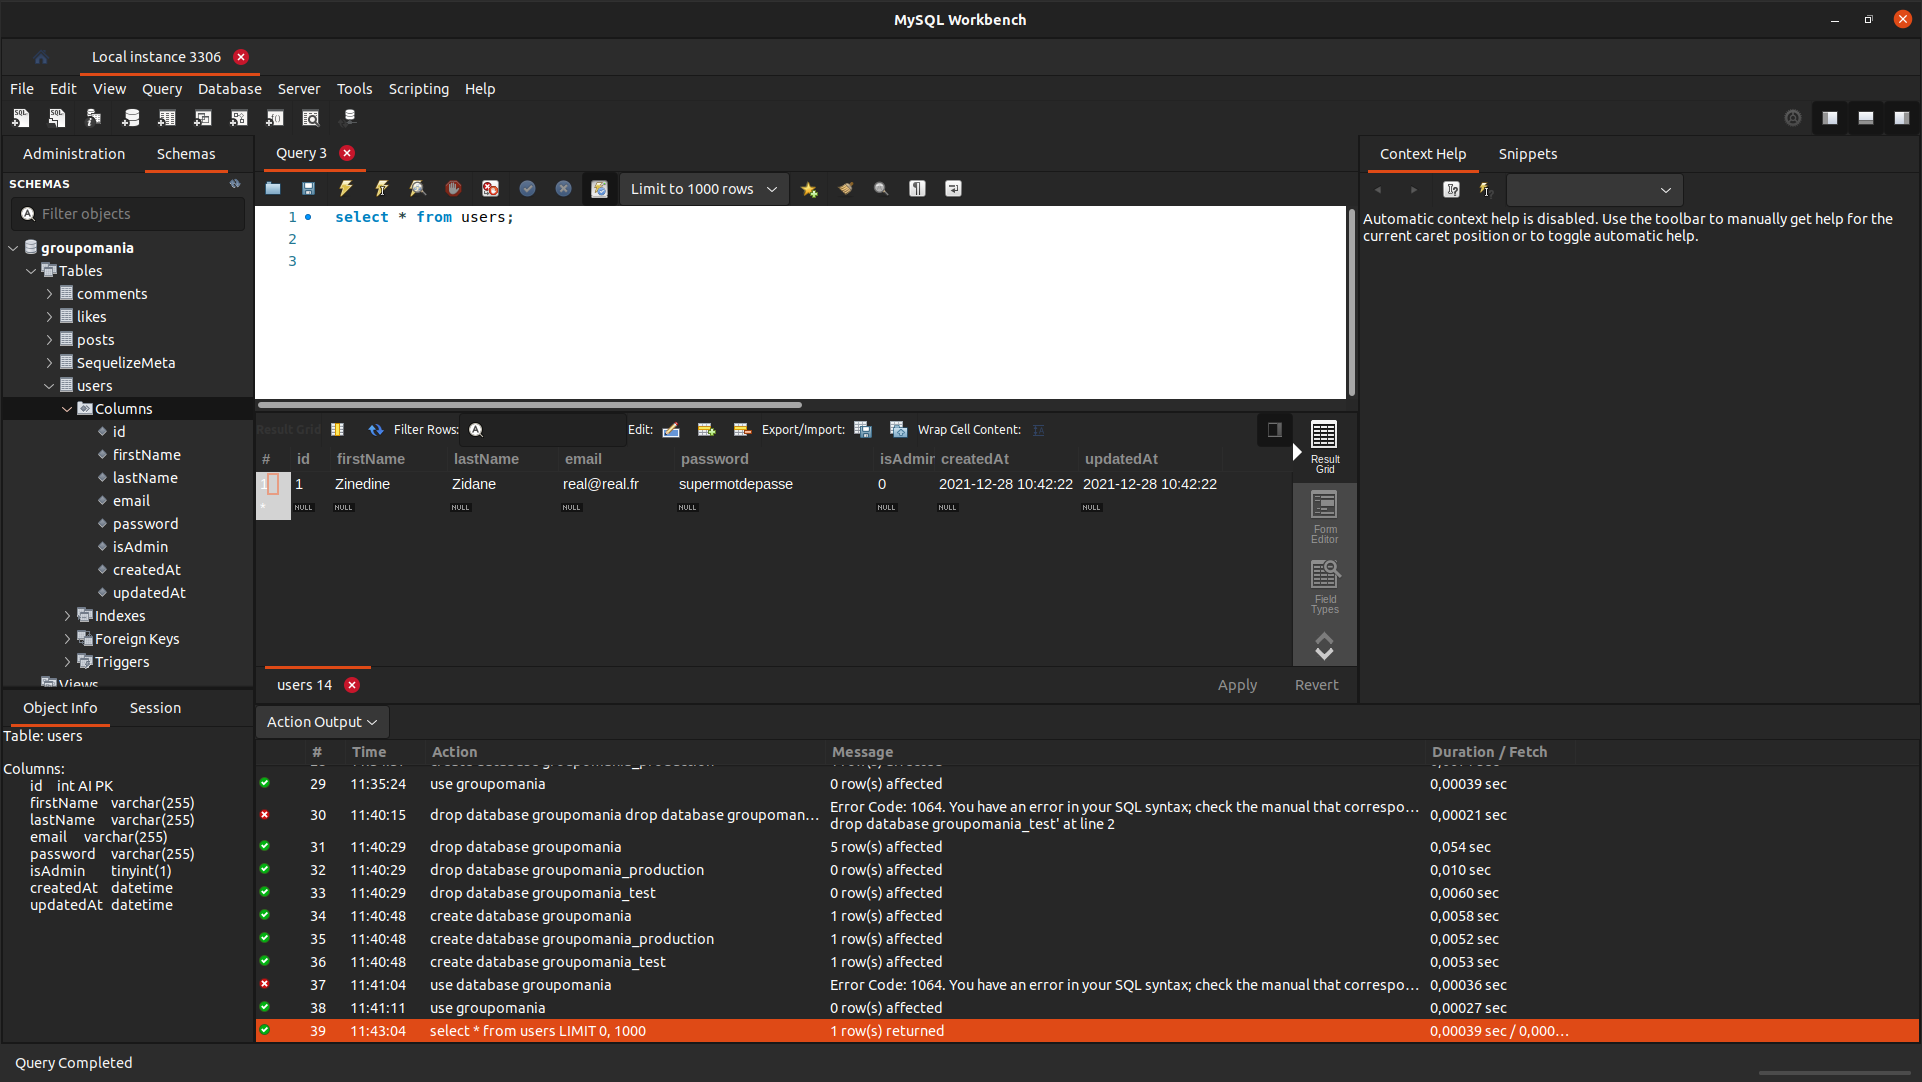 MySQL Workbench
Local instance 3306
File Edit View Query Database Server Tools Scripting Help
Administration Schemas
SCHEMAS
Filter objects
groupomania
Tables
comments
likes
posts
SequelizeMeta
users
Columns
id
firstName
lastName
email
password
isAdmin
createdAt
updatedAt
Indexes
Foreign Keys
Triggers
Views
Object Info Session
Table: users
Columns:
id int AI PK
firstName varchar(255)
lastName varchar(255)
email varchar(255)
password varchar(255)
isAdmin tinyint(1)
createdAt datetime
updatedAt datetime
Query 3
Limit to 1000 rows
1 select * from users;
2
3
Result Grid Filter Rows: Edit: Export/Import: Wrap Cell Content:
# id firstName lastName email password isAdmin createdAt updatedAt
1 1 Zinedine Zidane real@real.fr supermotdepasse 0 2021-12-28 10:42:22 2021-12-28 10:42:22
* NULL NULL NULL NULL NULL NULL NULL NULL
Result Grid
Form Editor
Field Types
users 14 Apply Revert
Context Help Snippets
Automatic context help is disabled. Use the toolbar to manually get help for the
current caret position or to toggle automatic help.
Action Output
# Time Action Message Duration / Fetch
29 11:35:24 use groupomania 0 row(s) affected 0,00039 sec
30 11:40:15 drop database groupomania drop database groupoman... Error Code: 1064. You have an error in your SQL syntax; check the manual that correspo... 0,00021 sec
drop database groupomania_test' at line 2
31 11:40:29 drop database groupomania 5 row(s) affected 0,054 sec
32 11:40:29 drop database groupomania_production 0 row(s) affected 0,010 sec
33 11:40:29 drop database groupomania_test 0 row(s) affected 0,0060 sec
34 11:40:48 create database groupomania 1 row(s) affected 0,0058 sec
35 11:40:48 create database groupomania_production 1 row(s) affected 0,0052 sec
36 11:40:48 create database groupomania_test 1 row(s) affected 0,0053 sec
37 11:41:04 use database groupomania Error Code: 1064. You have an error in your SQL syntax; check the manual that correspo... 0,00036 sec
38 11:41:11 use groupomania 0 row(s) affected 0,00027 sec
39 11:43:04 select * from users LIMIT 0, 1000 1 row(s) returned 0,00039 sec / 0,000...
Query Completed